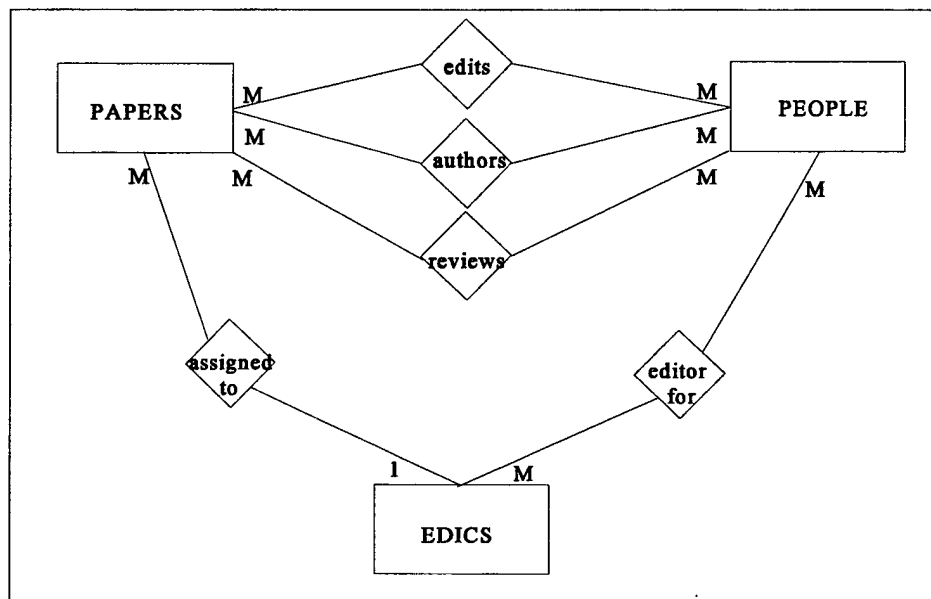 edits
PAPERS
PEOPLE
M
M
M
M
authors
M
M
M
M
reviews
assigned
to
editor
for
1
M
EDICS